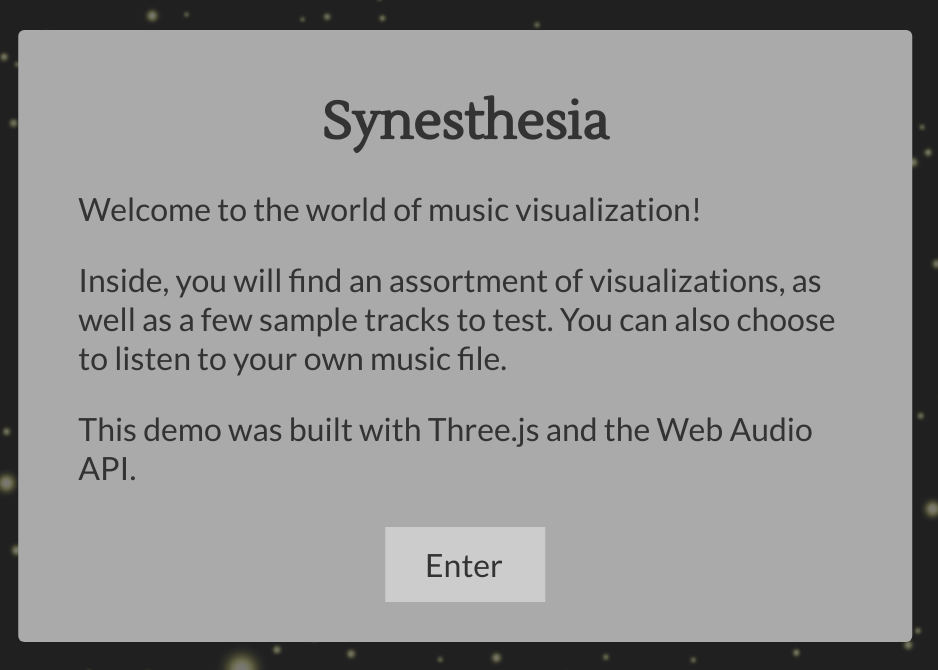 Synesthesia
Welcome to the world of music visualization!
Inside, you will find an assortment of visualizations, as
well as a few sample tracks to test. You can also choose
to listen to your own music file.
This demo was built with Three.js and the Web Audio
API.
Enter